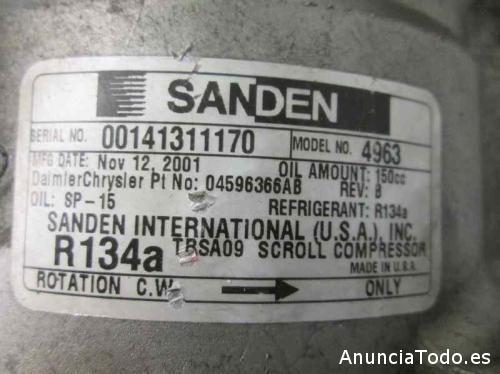 SANDEN
SERIAL NO. 00141311170 MODEL NO. 4963
MFG DATE: Nov 12, 2001 OIL AMOUNT: 150cc
DaimlerChrysler Pt No: 04596366AB REV: B
OIL: SP-15 REFRIGERANT: R134a
SANDEN INTERNATIONAL (U.S.A.), INC.
R134a TRSA09 SCROLL COMPRESSOR
MADE IN U.S.A.
ROTATION C.W. ONLY
AnunciaTodo.es